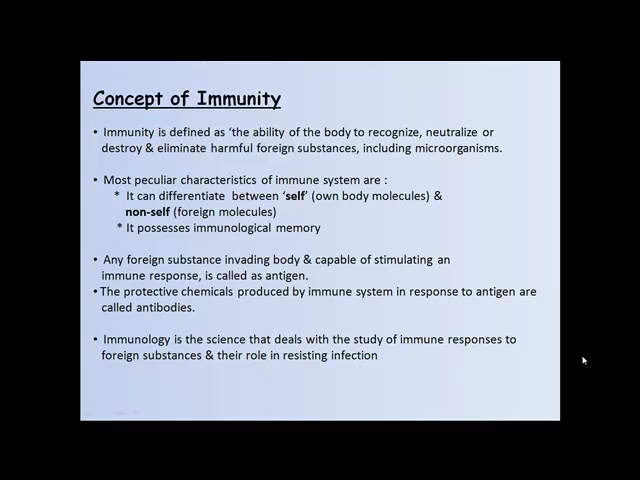 Concept of Immunity
• Immunity is defined as ‘the ability of the body to recognize, neutralize or
destroy & eliminate harmful foreign substances, including microorganisms.
• Most peculiar characteristics of immune system are :
* It can differentiate between ‘self’ (own body molecules) &
non-self (foreign molecules)
* It possesses immunological memory
• Any foreign substance invading body & capable of stimulating an
immune response, is called as antigen.
• The protective chemicals produced by immune system in response to antigen are
called antibodies.
• Immunology is the science that deals with the study of immune responses to
foreign substances & their role in resisting infection